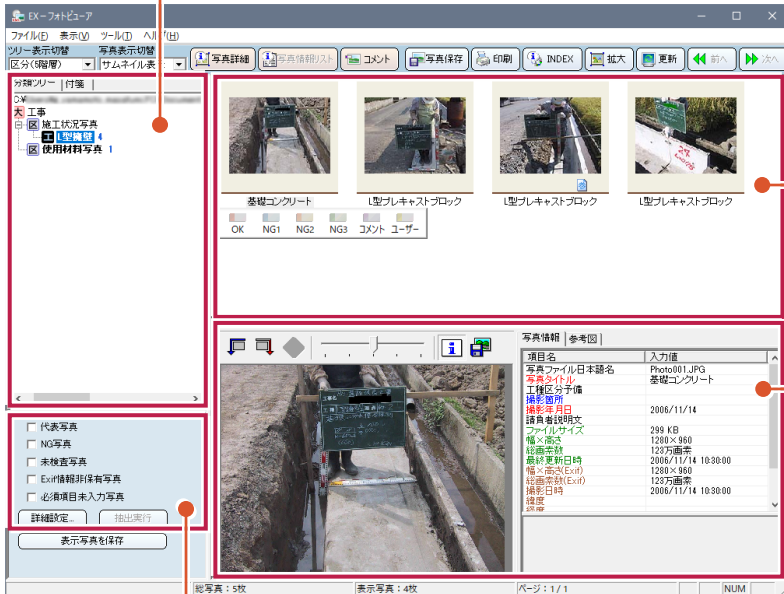 EX-フォトビューア
ファイル(F) 表示(V) ツール(T) ヘルプ(H)
ツリー表示切替 写真表示切替
区分(5階層) サムネイル表示 写真詳細 写真情報リスト コメント 写真保存 印刷 INDEX 拡大 更新 前へ 次へ
分類ツリー 付箋
C:¥
大 工事
区 施工状況写真
工 L型擁壁 4
区 使用材料写真 1
基礎コンクリート L型プレキャストブロック L型プレキャストブロック L型プレキャストブロック
OK NG1 NG2 NG3 コメント ユーザー
代表写真
NG写真
未検査写真
Exif情報非保有写真
必須項目未入力写真
詳細設定... 抽出実行
表示写真を保存
写真情報 参考図
項目名 入力値
写真ファイル日本語名 Photo001.JPG
写真タイトル 基礎コンクリート
工種区分予備
撮影箇所
撮影年月日 2006/11/14
請負者説明文
ファイルサイズ 299 KB
幅×高さ 1280×960
総画素数 123万画素
最終更新日時 2006/11/14 10:30:00
幅×高さ(Exif) 1280×960
総画素数(Exif) 123万画素
撮影日時 2006/11/14 10:30:00
緯度
経度
総写真：5枚 表示写真：4枚 ページ：1/1 NUM